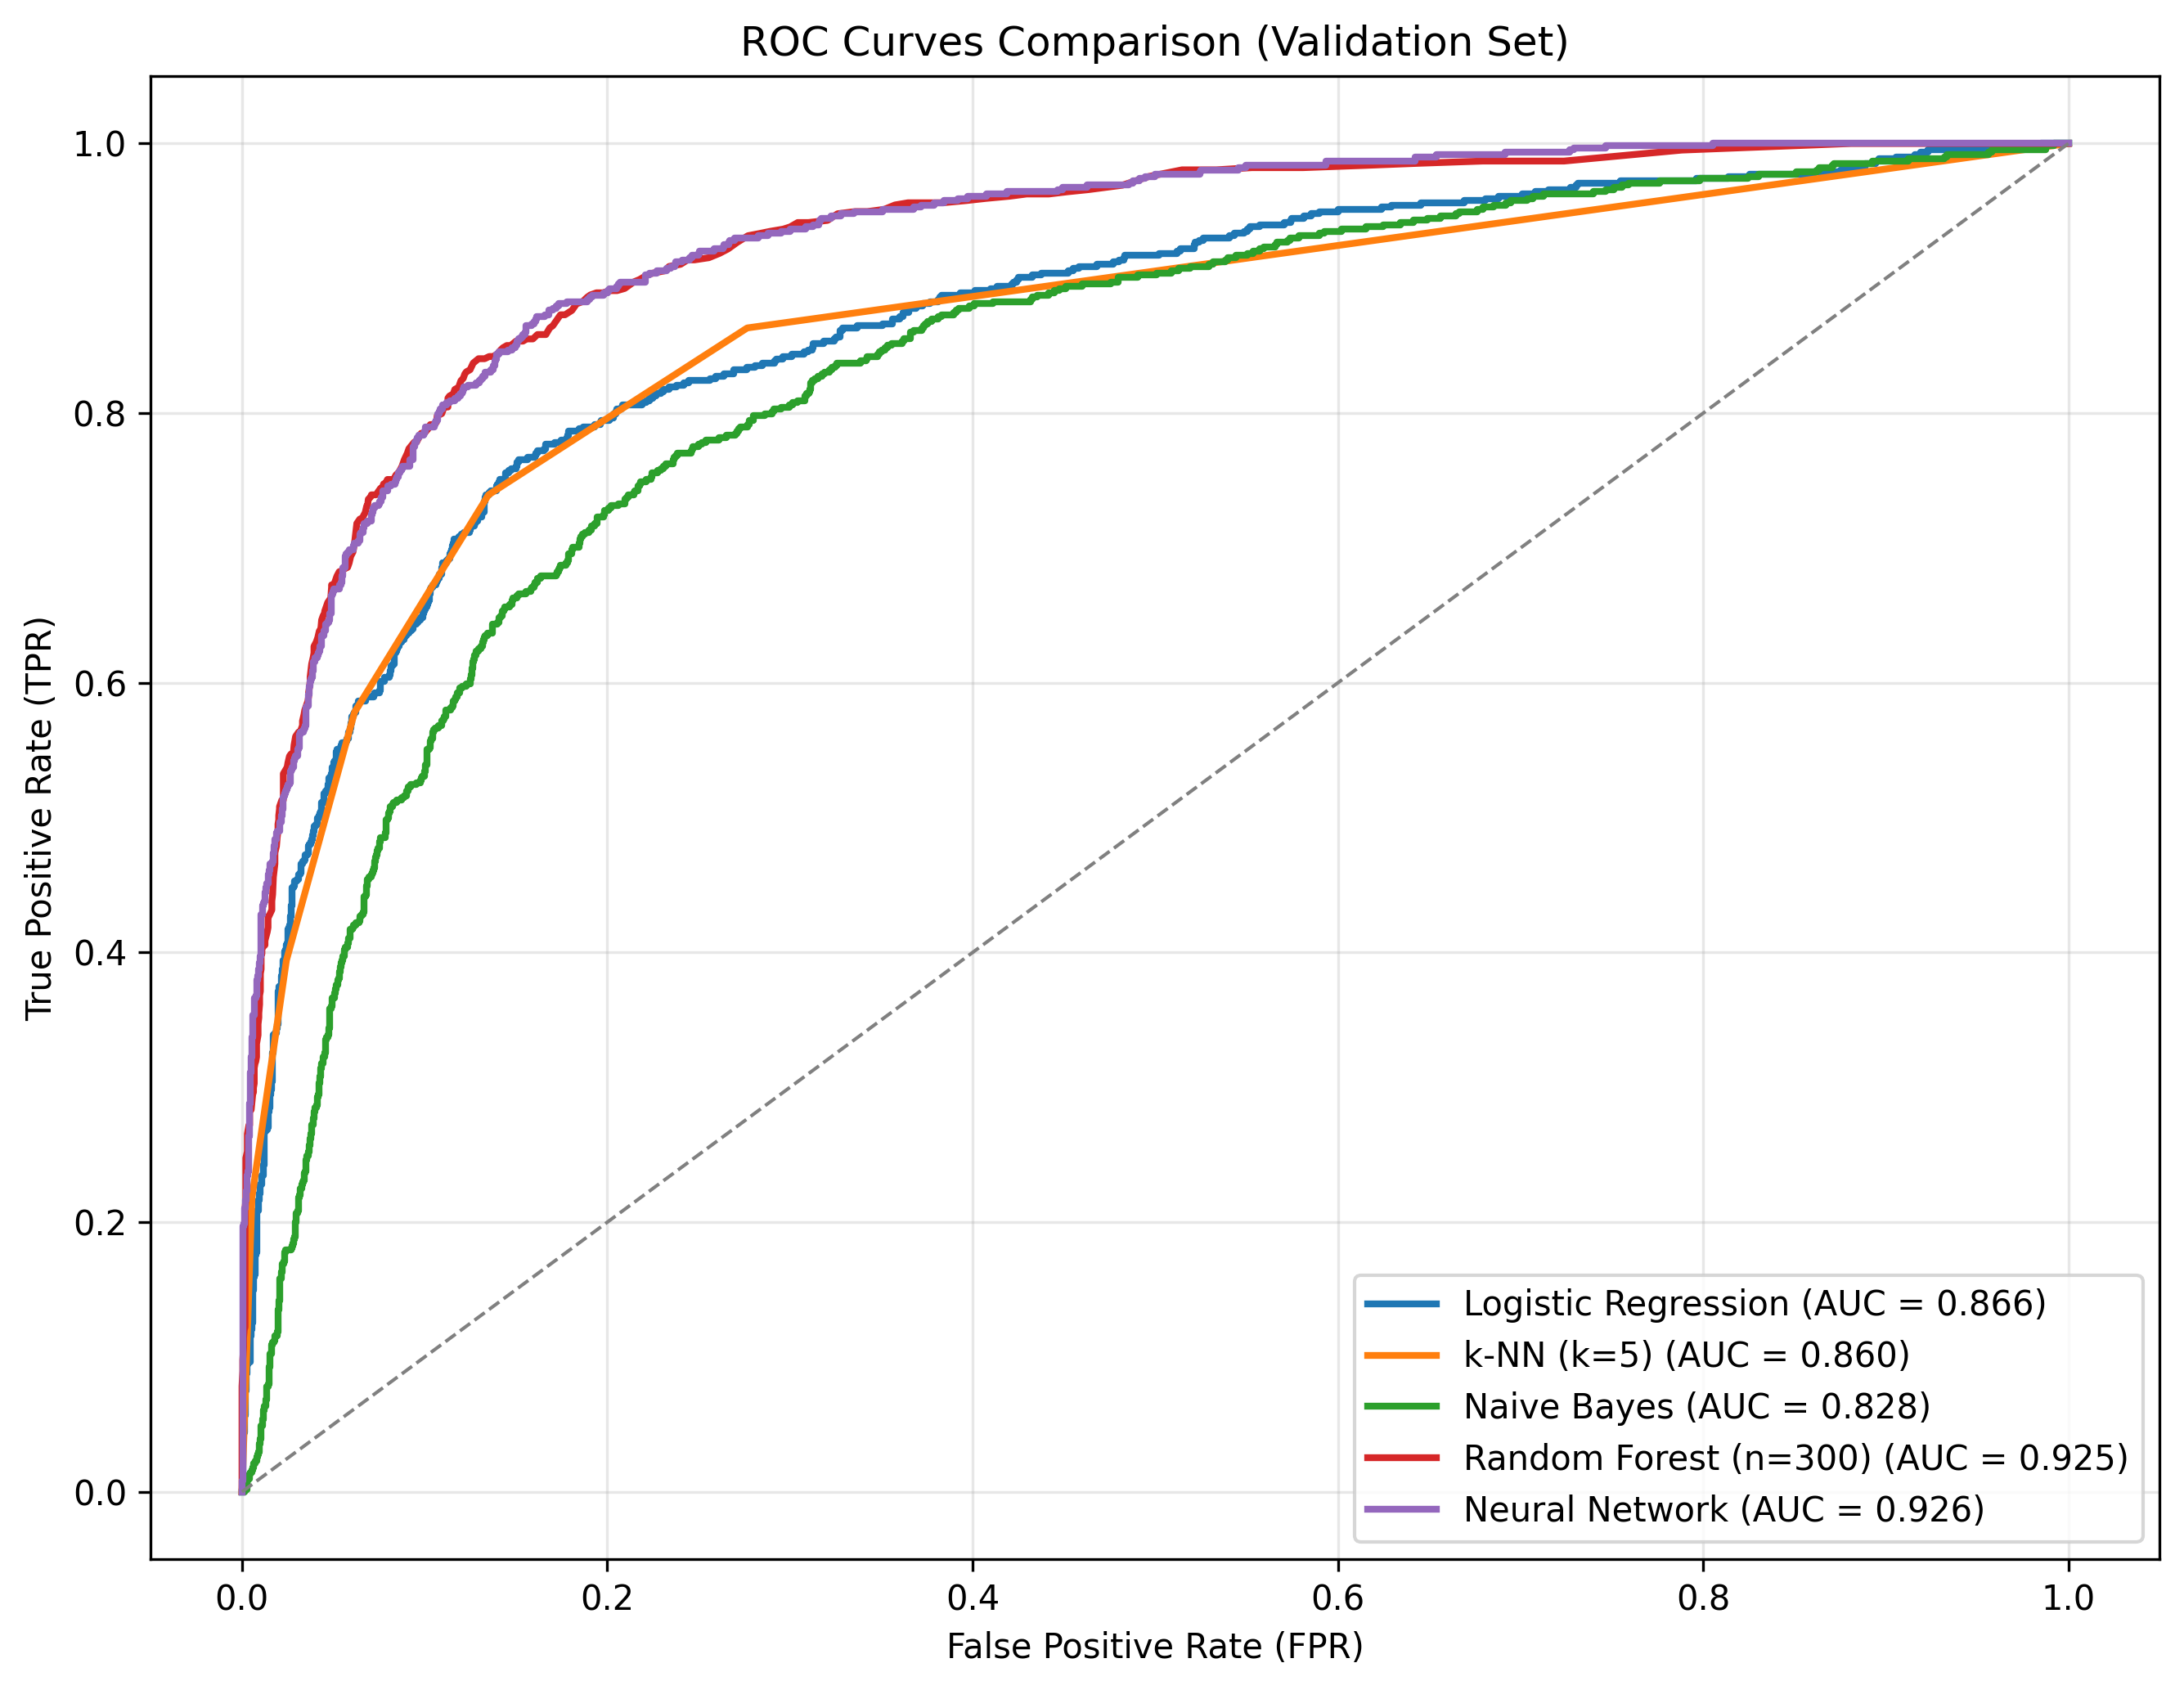 ROC Curves Comparison (Validation Set)
True Positive Rate (TPR)
1.0
0.8
0.6
0.4
0.2
0.0
Logistic Regression (AUC = 0.866)
k-NN (k=5) (AUC = 0.860)
Naive Bayes (AUC = 0.828)
Random Forest (n=300) (AUC = 0.925)
Neural Network (AUC = 0.926)
0.0 0.2 0.4 0.6 0.8 1.0
False Positive Rate (FPR)